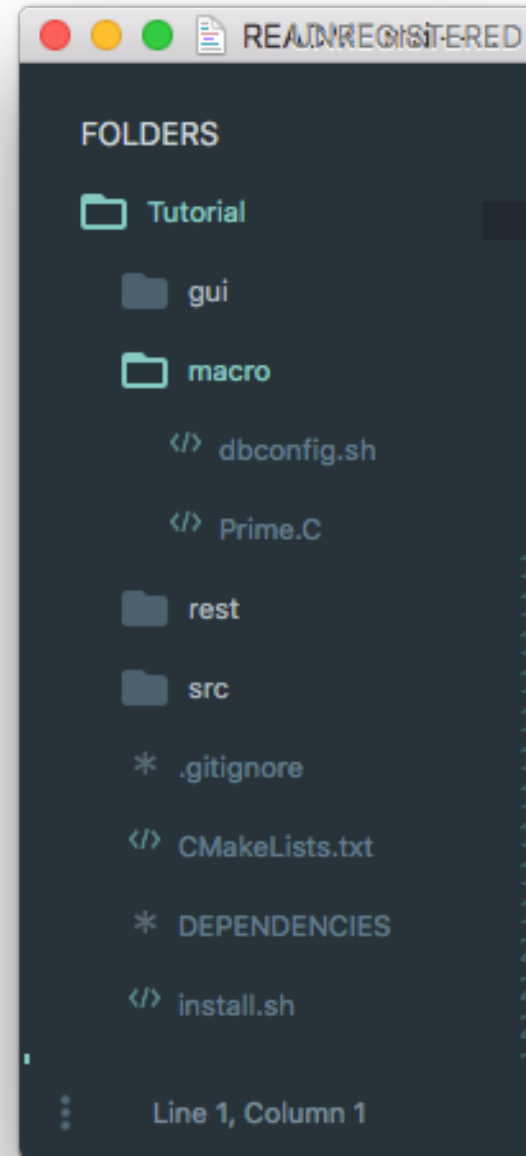 UNREGISTERED
FOLDERS
Tutorial
gui
macro
dbconfig.sh
Prime.C
rest
src
.gitignore
CMakeLists.txt
DEPENDENCIES
install.sh
Line 1, Column 1